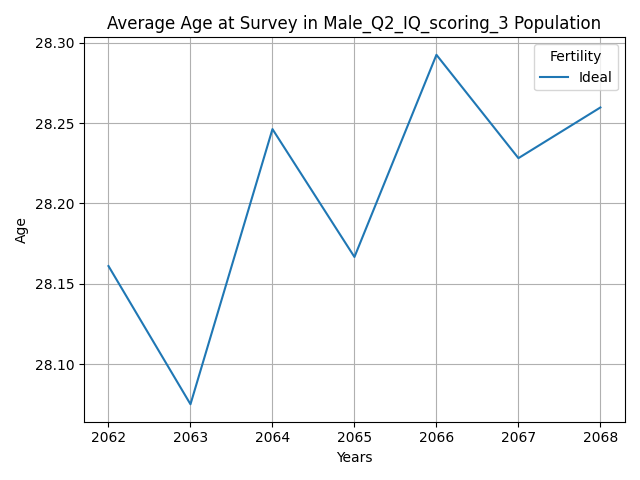 Average Age at Survey in Male_Q2_IQ_scoring_3 Population
28.30
Fertility
Ideal
28.25
28.20
Age
28.15
28.10
2062 2063 2064 2065 2066 2067 2068
Years